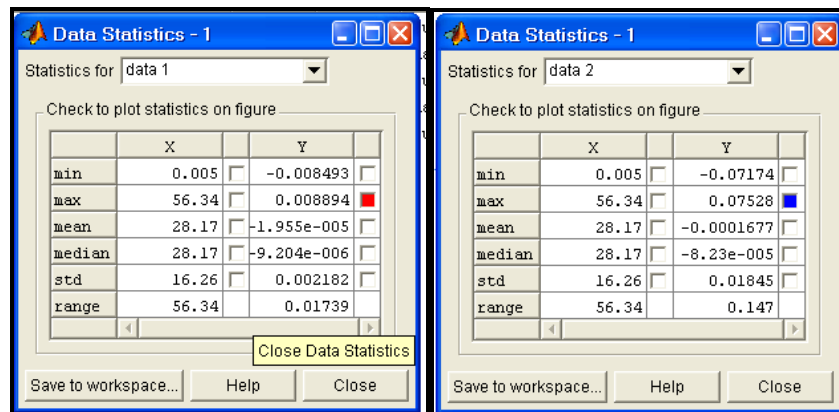 Data Statistics - 1
Statistics for data 1
Check to plot statistics on figure
X Y
min 0.005 -0.008493
max 56.34 0.008894
mean 28.17 -1.955e-005
median 28.17 -9.204e-006
std 16.26 0.002182
range 56.34 0.01739
Close Data Statistics
Save to workspace... Help Close
Data Statistics - 1
Statistics for data 2
Check to plot statistics on figure
X Y
min 0.005 -0.07174
max 56.34 0.07528
mean 28.17 -0.0001677
median 28.17 -8.23e-005
std 16.26 0.01845
range 56.34 0.147
Save to workspace... Help Close